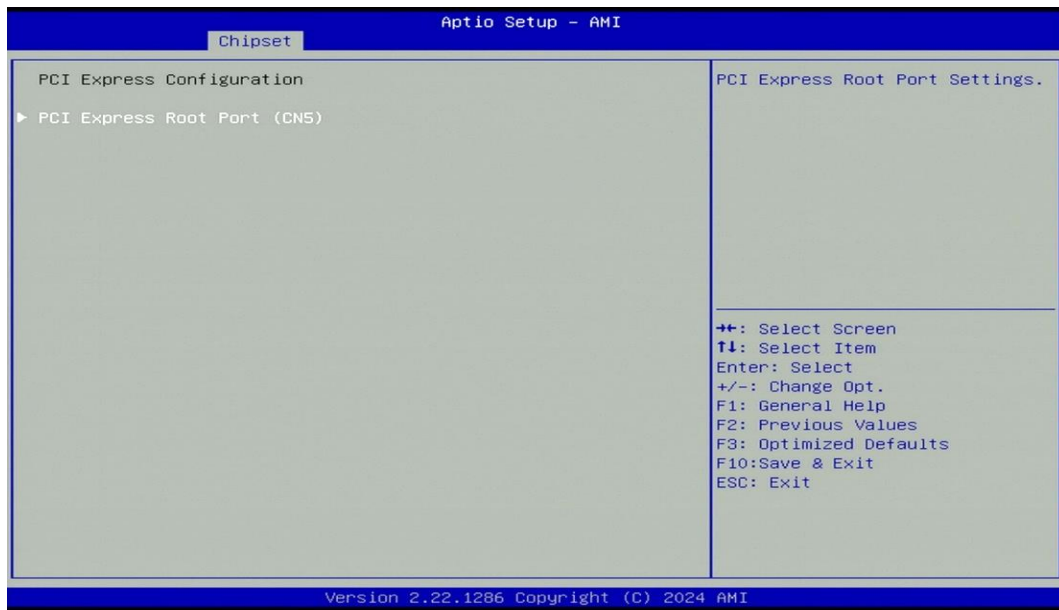 Aptio Setup – AMI
Chipset
PCI Express Configuration
▶ PCI Express Root Port (CN5)
PCI Express Root Port Settings.
→←: Select Screen
↑↓: Select Item
Enter: Select
+/-: Change Opt.
F1: General Help
F2: Previous Values
F3: Optimized Defaults
F10:Save & Exit
ESC: Exit
Version 2.22.1286 Copyright (C) 2024 AMI